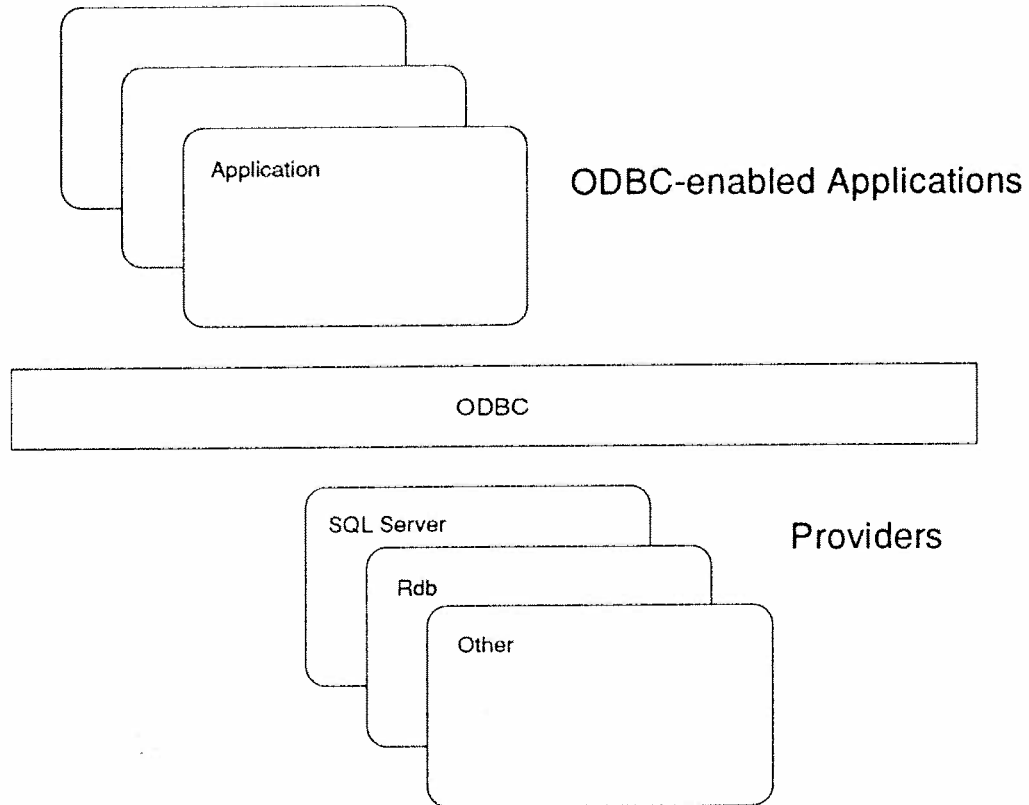 Application
ODBC-enabled Applications
ODBC
SQL Server
Providers
Rdb
Other